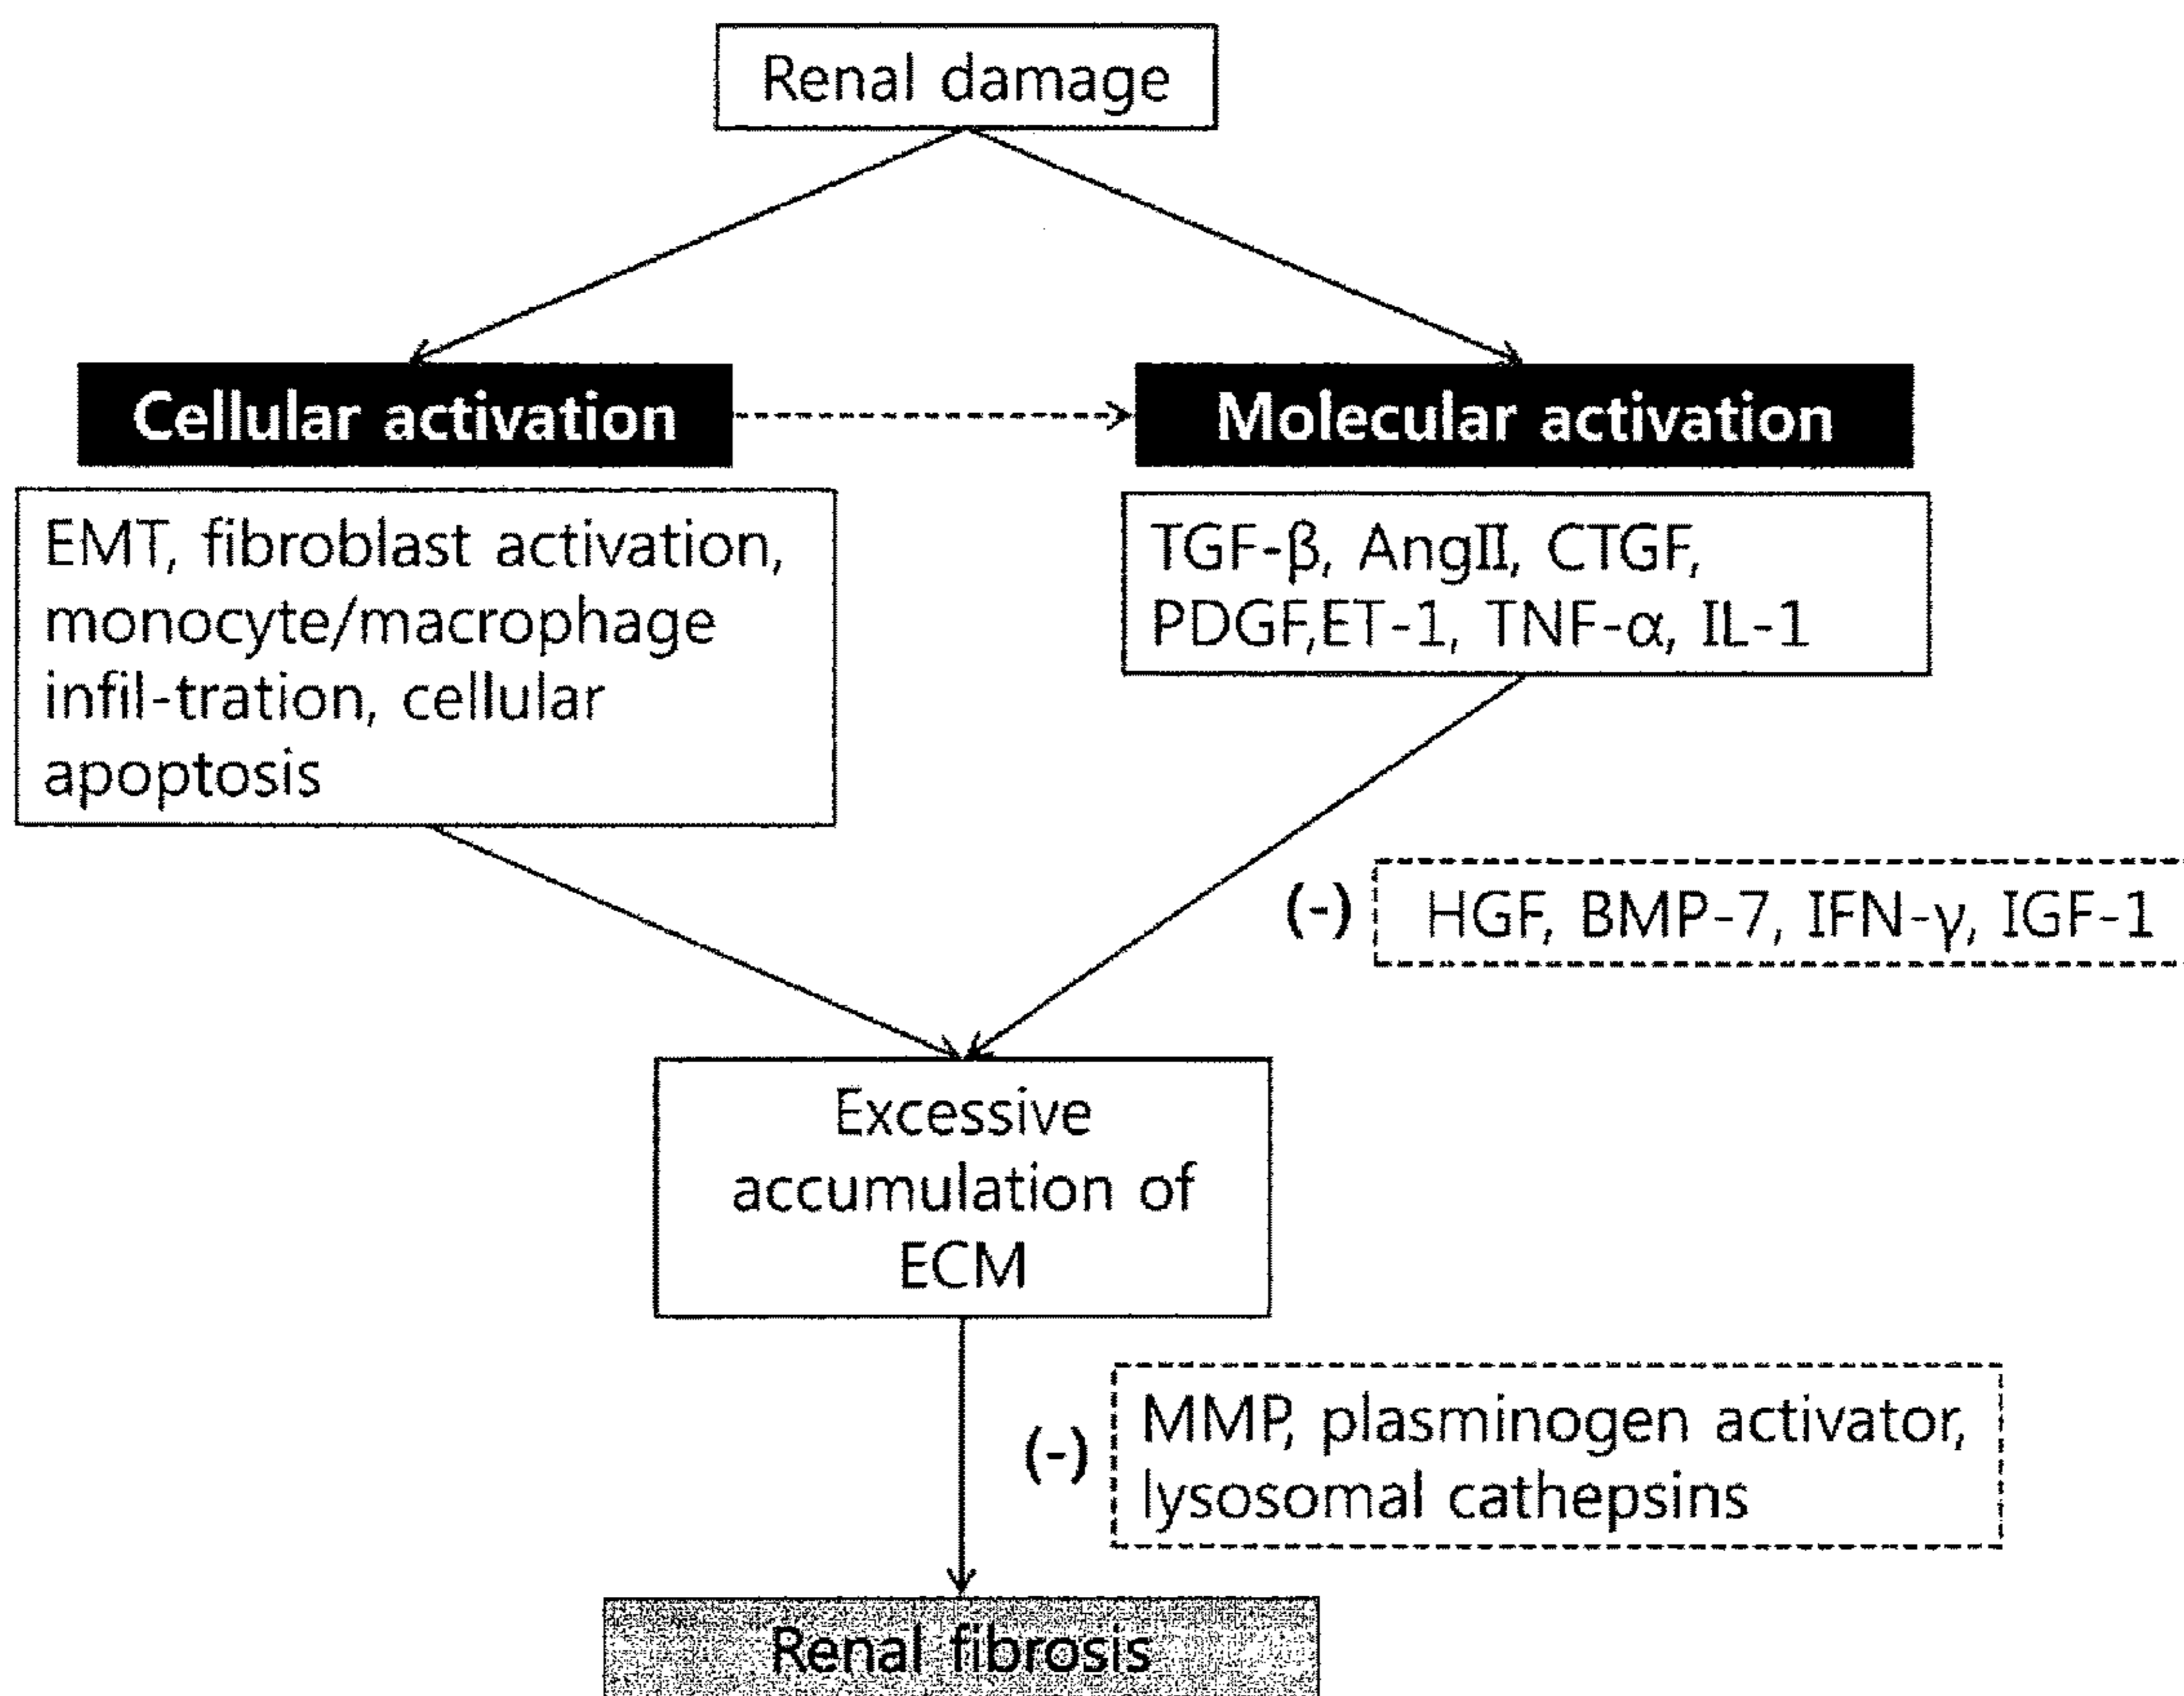 Renal damage
Cellular activation
Molecular activation
EMT, fibroblast activation,
monocyte/macrophage
infil-tration, cellular
apoptosis
TGF-β, AngII, CTGF,
PDGF,ET-1, TNF-α, IL-1
(-)
HGF, BMP-7, IFN-γ, IGF-1
Excessive
accumulation of
ECM
(-)
MMP, plasminogen activator,
lysosomal cathepsins
Renal fibrosis